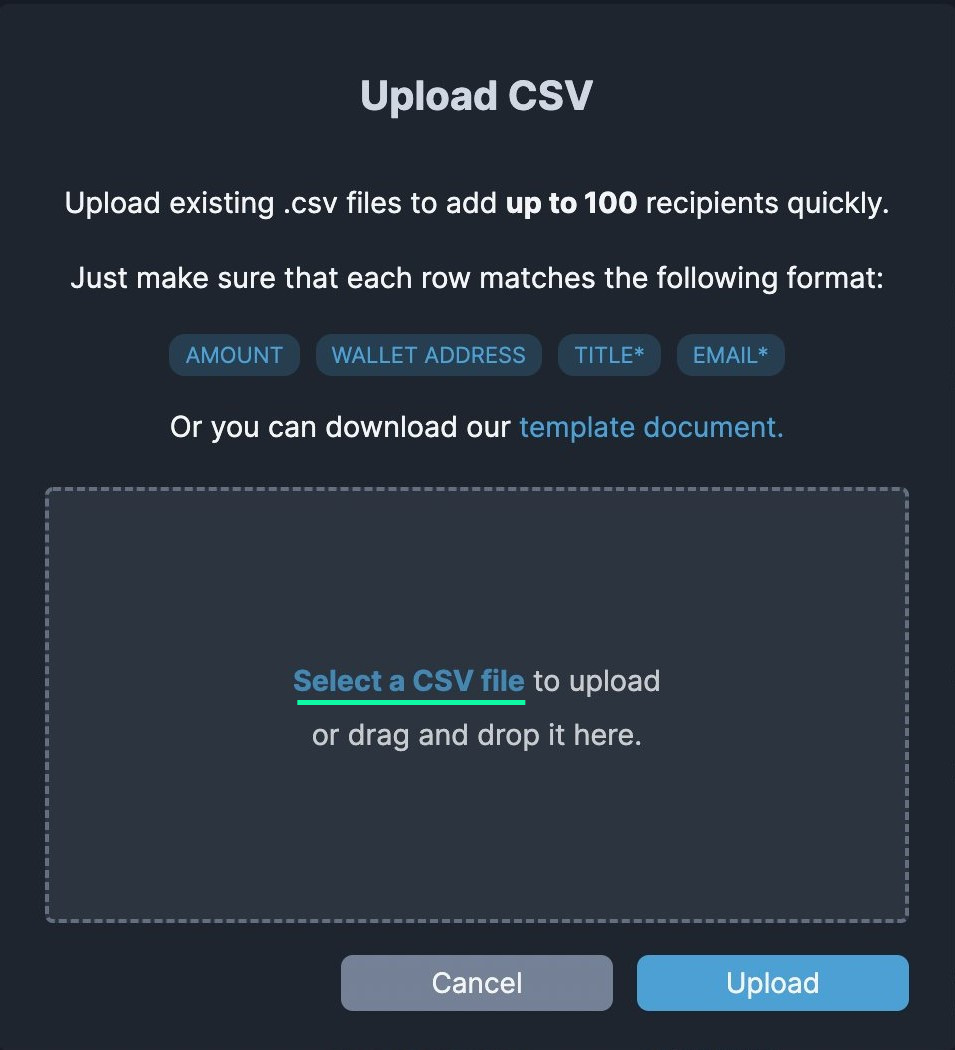 Upload CSV
Upload existing .csv files to add up to 100 recipients quickly.
Just make sure that each row matches the following format:
AMOUNT WALLET ADDRESS TITLE* EMAIL*
Or you can download our template document.
Select a CSV file to upload
or drag and drop it here.
Cancel Upload